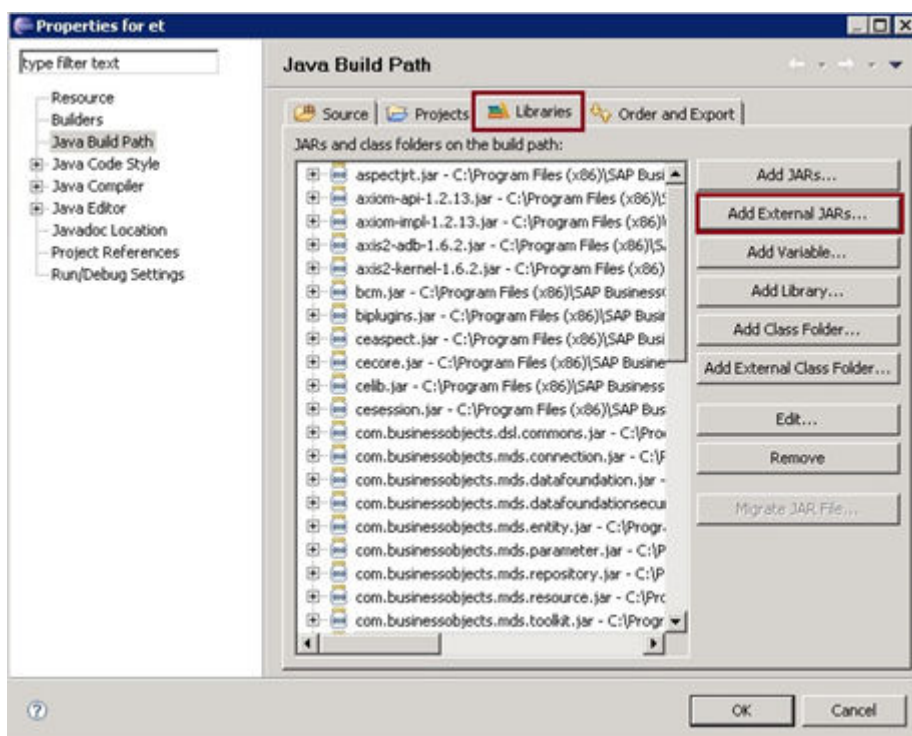 Properties for et
type filter text
Resource
Builders
Java Build Path
Java Code Style
Java Compiler
Java Editor
Javadoc Location
Project References
Run/Debug Settings
Java Build Path
Source
Projects
Libraries
Order and Export
JARs and class folders on the build path:
aspectjrt.jar - C:\Program Files (x86)\SAP Busi
axiom-api-1.2.13.jar - C:\Program Files (x86)\
axiom-impl-1.2.13.jar - C:\Program Files (x86)
axis2-adb-1.6.2.jar - C:\Program Files (x86)\S
axis2-kernel-1.6.2.jar - C:\Program Files (x86)
bcm.jar - C:\Program Files (x86)\SAP Business
biplugins.jar - C:\Program Files (x86)\SAP Busi
ceaspect.jar - C:\Program Files (x86)\SAP Busi
cecore.jar - C:\Program Files (x86)\SAP Busine
celib.jar - C:\Program Files (x86)\SAP Business
cesession.jar - C:\Program Files (x86)\SAP Bus
com.businessobjects.dsl.commons.jar - C:\Pro
com.businessobjects.mds.connection.jar - C:\
com.businessobjects.mds.datafoundation.jar -
com.businessobjects.mds.datafoundationsecu
com.businessobjects.mds.entity.jar - C:\Progr
com.businessobjects.mds.parameter.jar - C:\P
com.businessobjects.mds.repository.jar - C:\P
com.businessobjects.mds.resource.jar - C:\Pro
com.businessobjects.mds.toolkit.jar - C:\Progr
Add JARs...
Add External JARs...
Add Variable...
Add Library...
Add Class Folder...
Add External Class Folder...
Edit...
Remove
Migrate JAR File...
OK
Cancel